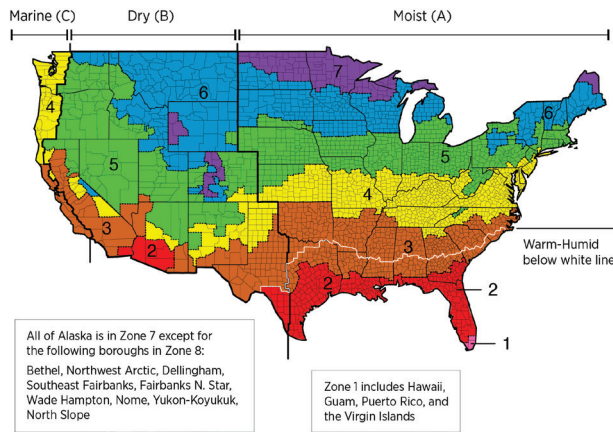 Marine (C) Dry (B) Moist (A)
7
6
6
6
4
5
5
4
3
3
2
2
Warm-Humid
below white line
2
1
All of Alaska is in Zone 7 except for
the following boroughs in Zone 8:
Bethel, Northwest Arctic, Dellingham,
Southeast Fairbanks, Fairbanks N. Star,
Wade Hampton, Nome, Yukon-Koyukuk,
North Slope
Zone 1 includes Hawaii,
Guam, Puerto Rico, and
the Virgin Islands